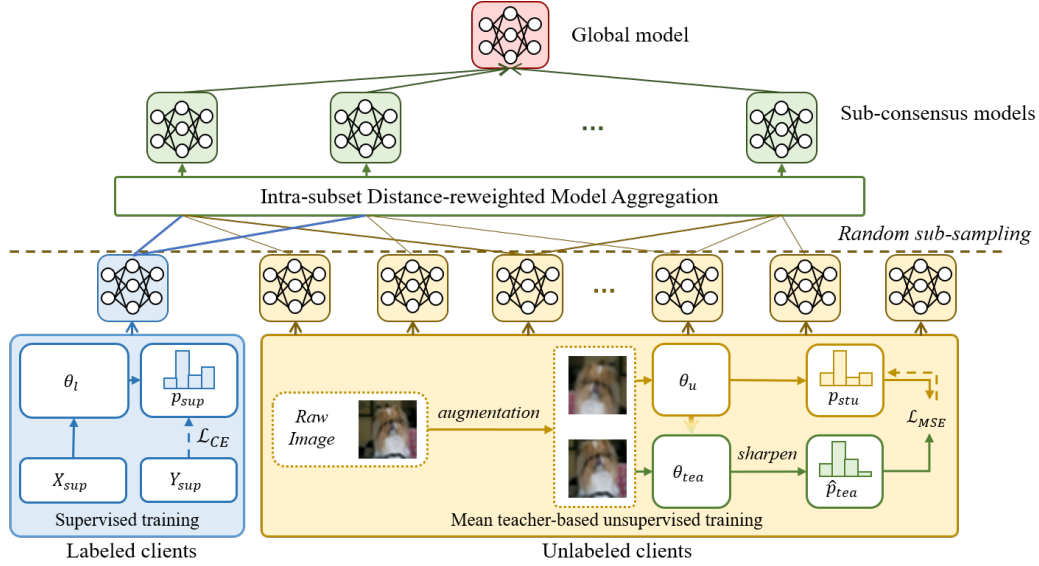 Global model
Sub-consensus models
...
Intra-subset Distance-reweighted Model Aggregation
Random sub-sampling
...
θ_l
p_sup
ℒ_CE
X_sup
Y_sup
Supervised training
Labeled clients
Raw
Image
augmentation
θ_u
p_stu
ℒ_MSE
θ_tea
sharpen
p̂_tea
Mean teacher-based unsupervised training
Unlabeled clients